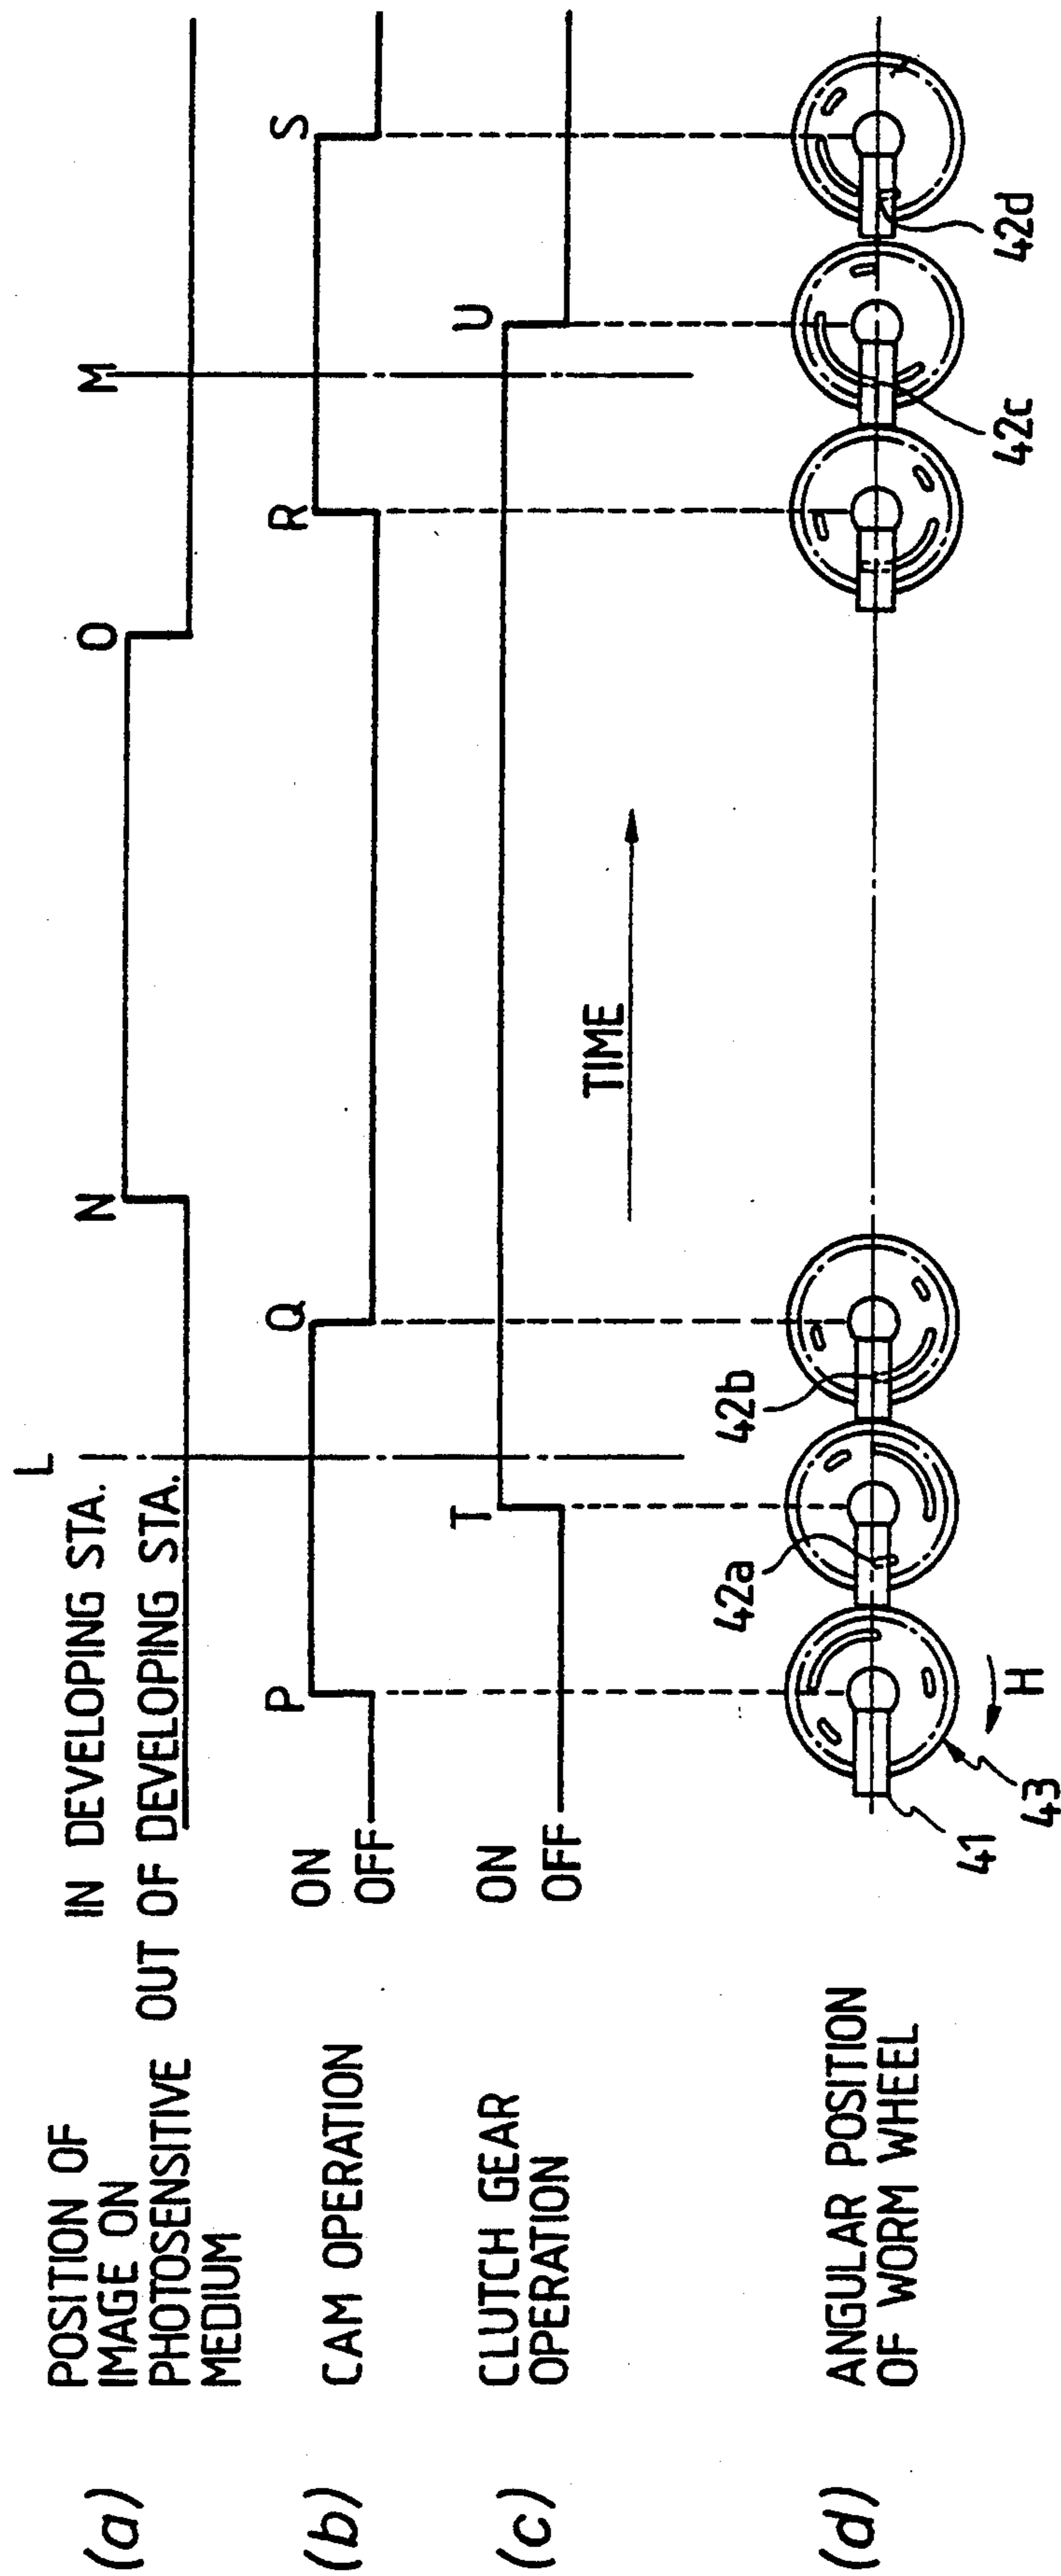 (a)
POSITION OF
IMAGE ON
PHOTOSENSITIVE
MEDIUM
IN DEVELOPING STA.
OUT OF DEVELOPING STA.
L
N
O
M
(b)
CAM OPERATION
ON
OFF
P
Q
R
S
(c)
CLUTCH GEAR
OPERATION
ON
OFF
T
U
TIME
(d)
ANGULAR POSITION
OF WORM WHEEL
41
43
H
42a
42b
42c
42d